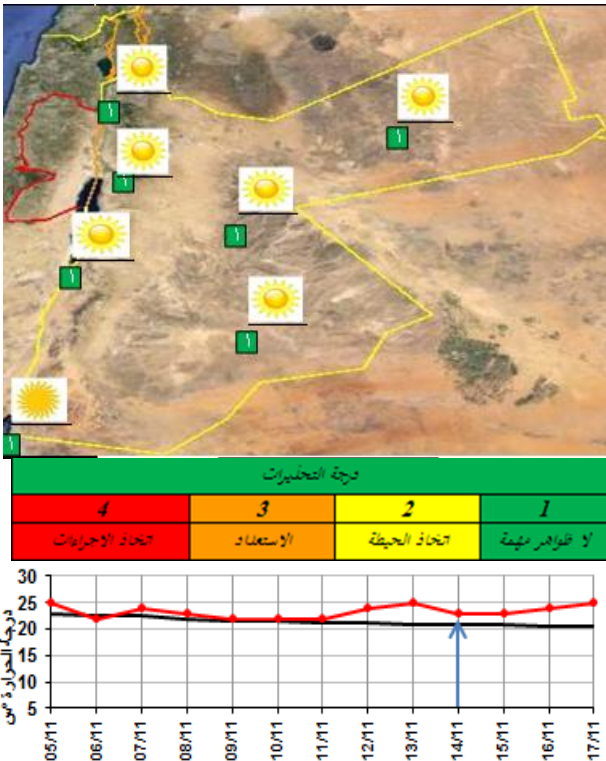 ١
١
١
١
١
١
١
درجة التحذيرات
4 3 2 1
اتخاذ الاجراءات الاستعداد اتخاذ الحيطة لا ظواهر مهمة
درجة الحرارة °س
30
25
20
15
10
5
05/11 06/11 07/11 08/11 09/11 10/11 11/11 12/11 13/11 14/11 15/11 16/11 17/11